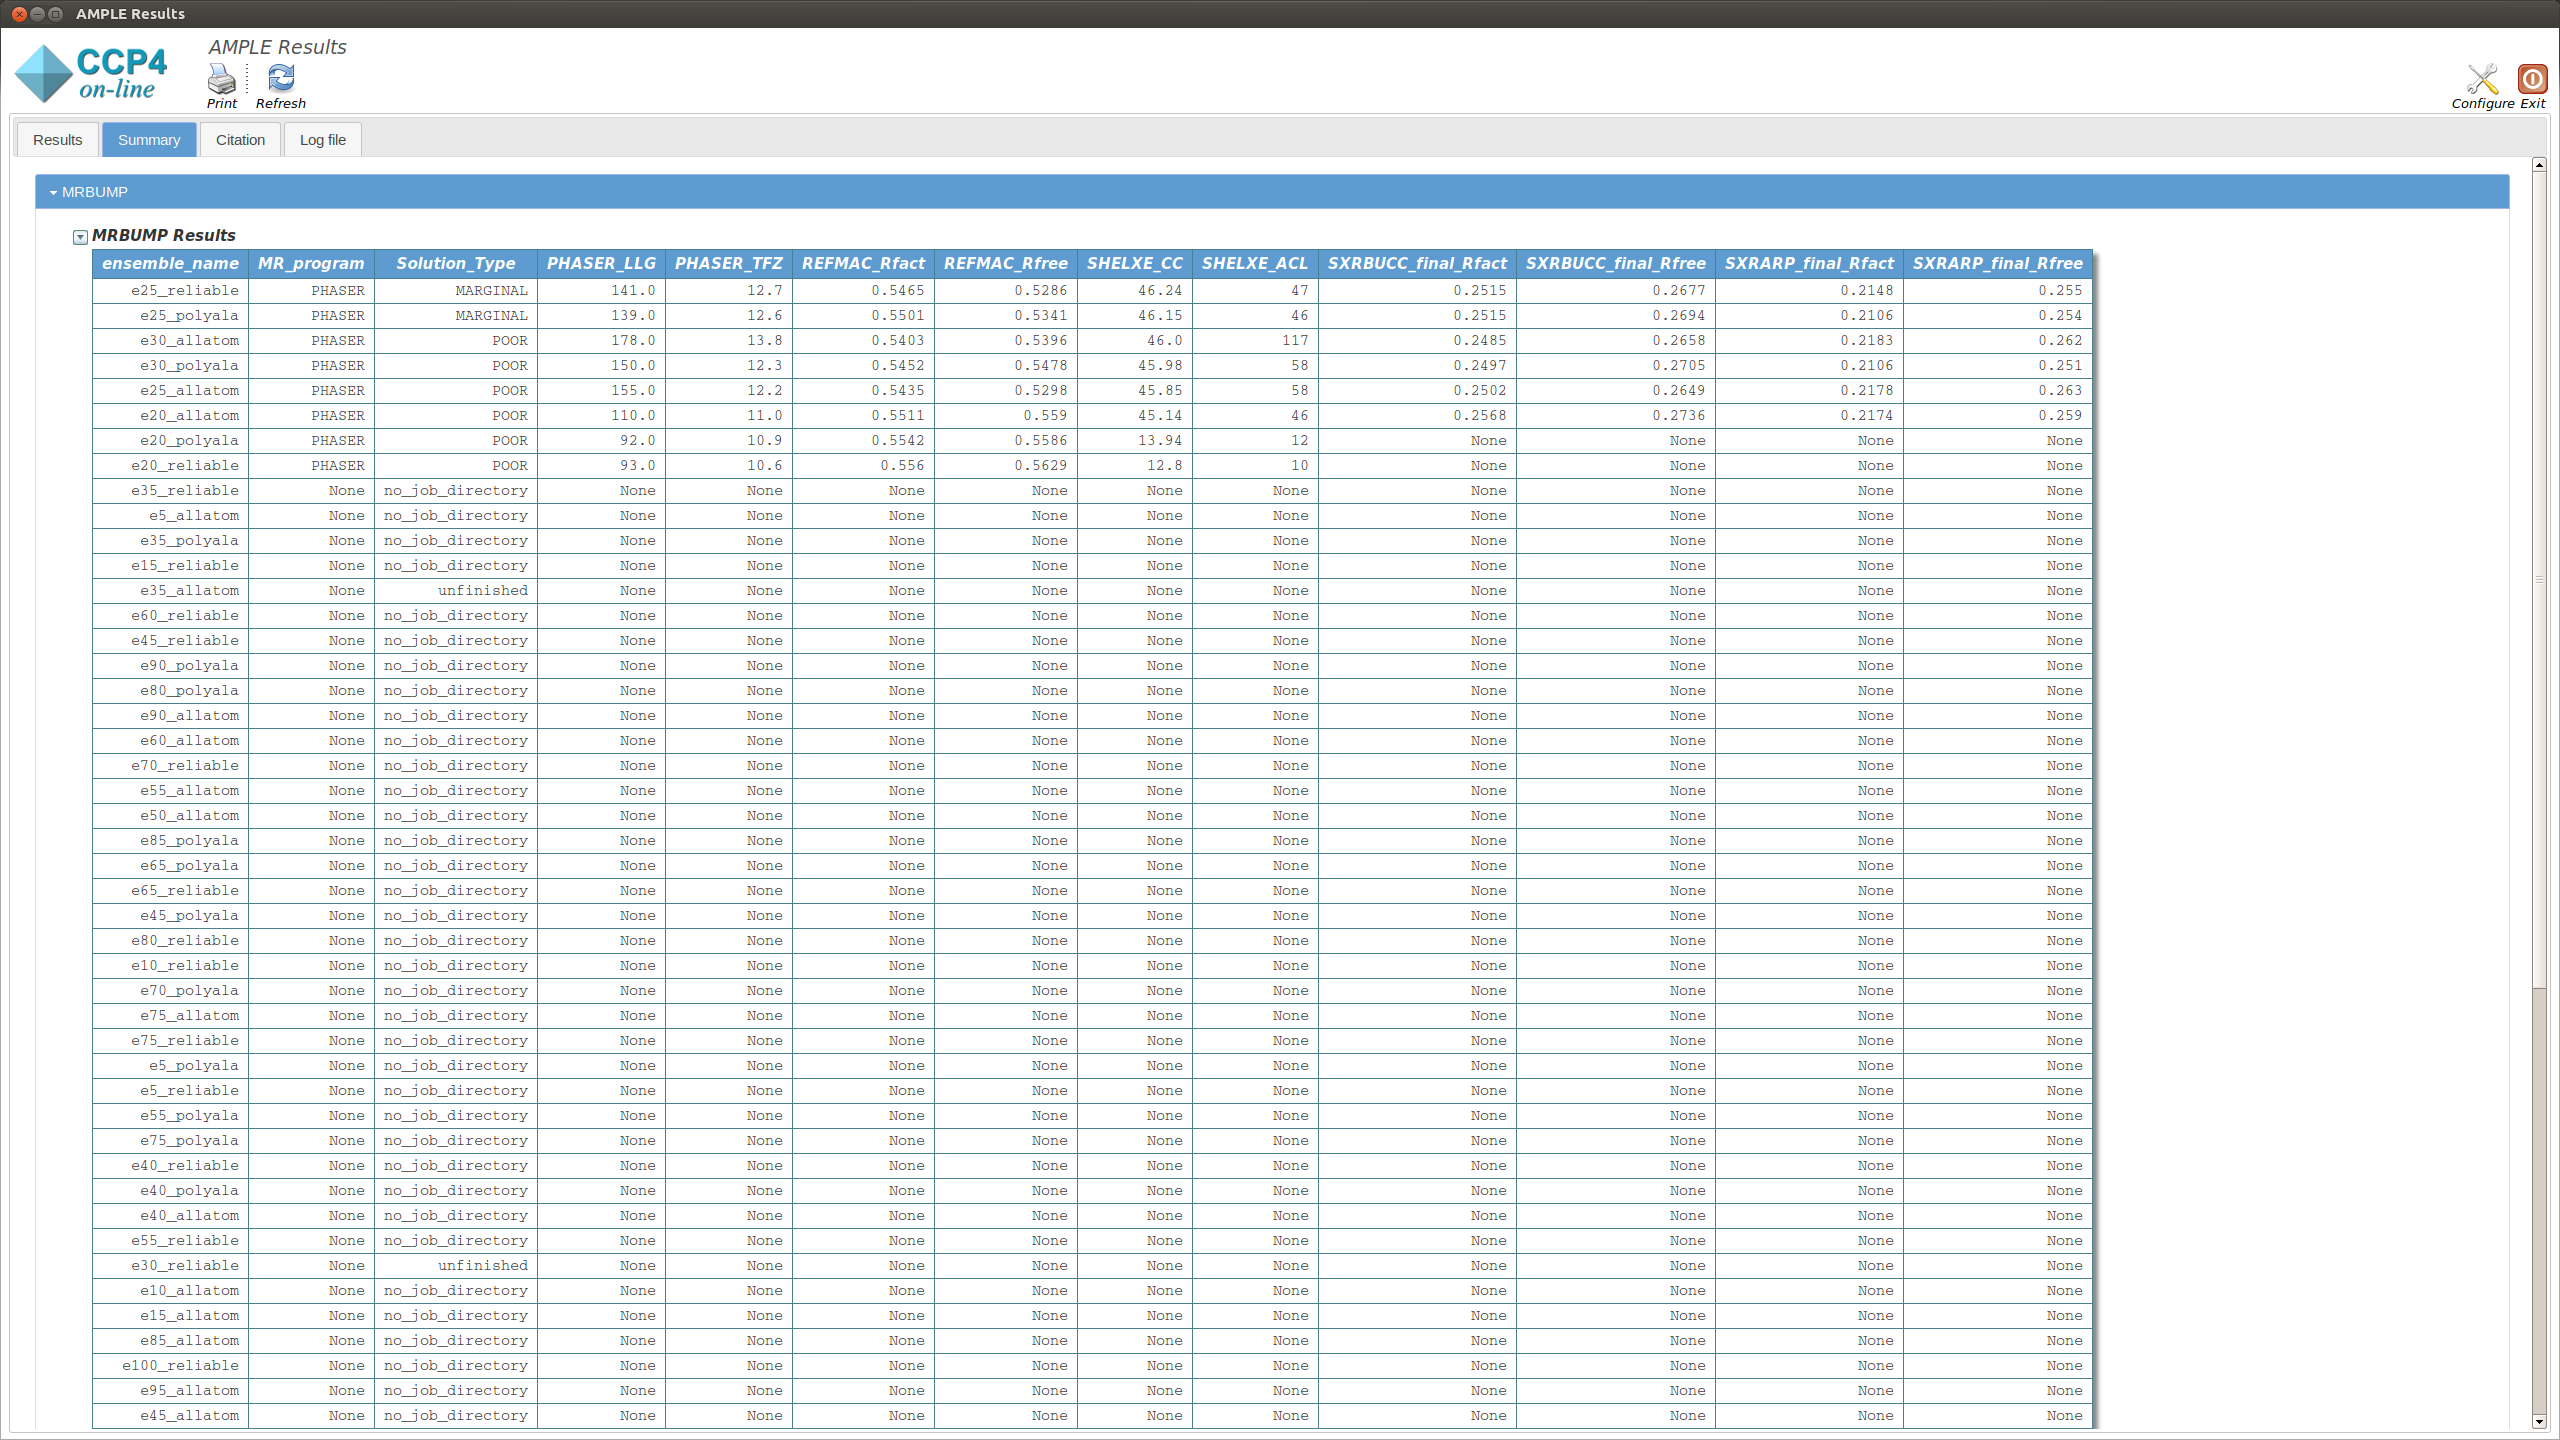 AMPLE Results
CCP4
on-line
AMPLE Results
Print Refresh
Configure Exit
Results Summary Citation Log file
MRBUMP
MRBUMP Results
ensemble_name MR_program Solution_Type PHASER_LLG PHASER_TFZ REFMAC_Rfact REFMAC_Rfree SHELXE_CC SHELXE_ACL SXRBUCC_final_Rfact SXRBUCC_final_Rfree SXRARP_final_Rfact SXRARP_final_Rfree
e25_reliable PHASER MARGINAL 141.0 12.7 0.5465 0.5286 46.24 47 0.2515 0.2677 0.2148 0.255
e25_polyala PHASER MARGINAL 139.0 12.6 0.5501 0.5341 46.15 46 0.2515 0.2694 0.2106 0.254
e30_allatom PHASER POOR 178.0 13.8 0.5403 0.5396 46.0 117 0.2485 0.2658 0.2183 0.262
e30_polyala PHASER POOR 150.0 12.3 0.5452 0.5478 45.98 58 0.2497 0.2705 0.2106 0.251
e25_allatom PHASER POOR 155.0 12.2 0.5435 0.5298 45.85 58 0.2502 0.2649 0.2178 0.263
e20_allatom PHASER POOR 110.0 11.0 0.5511 0.559 45.14 46 0.2568 0.2736 0.2174 0.259
e20_polyala PHASER POOR 92.0 10.9 0.5542 0.5586 13.94 12 None None None None
e20_reliable PHASER POOR 93.0 10.6 0.556 0.5629 12.8 10 None None None None
e35_reliable None no_job_directory None None None None None None None None None None
e5_allatom None no_job_directory None None None None None None None None None None
e35_polyala None no_job_directory None None None None None None None None None None
e15_reliable None no_job_directory None None None None None None None None None None
e35_allatom None unfinished None None None None None None None None None None
e60_reliable None no_job_directory None None None None None None None None None None
e45_reliable None no_job_directory None None None None None None None None None None
e90_polyala None no_job_directory None None None None None None None None None None
e80_polyala None no_job_directory None None None None None None None None None None
e90_allatom None no_job_directory None None None None None None None None None None
e60_allatom None no_job_directory None None None None None None None None None None
e70_reliable None no_job_directory None None None None None None None None None None
e55_allatom None no_job_directory None None None None None None None None None None
e50_allatom None no_job_directory None None None None None None None None None None
e85_polyala None no_job_directory None None None None None None None None None None
e65_polyala None no_job_directory None None None None None None None None None None
e65_reliable None no_job_directory None None None None None None None None None None
e45_polyala None no_job_directory None None None None None None None None None None
e80_reliable None no_job_directory None None None None None None None None None None
e10_reliable None no_job_directory None None None None None None None None None None
e70_polyala None no_job_directory None None None None None None None None None None
e75_allatom None no_job_directory None None None None None None None None None None
e75_reliable None no_job_directory None None None None None None None None None None
e5_polyala None no_job_directory None None None None None None None None None None
e5_reliable None no_job_directory None None None None None None None None None None
e55_polyala None no_job_directory None None None None None None None None None None
e75_polyala None no_job_directory None None None None None None None None None None
e40_reliable None no_job_directory None None None None None None None None None None
e40_polyala None no_job_directory None None None None None None None None None None
e40_allatom None no_job_directory None None None None None None None None None None
e55_reliable None no_job_directory None None None None None None None None None None
e30_reliable None unfinished None None None None None None None None None None
e10_allatom None no_job_directory None None None None None None None None None None
e15_allatom None no_job_directory None None None None None None None None None None
e85_allatom None no_job_directory None None None None None None None None None None
e100_reliable None no_job_directory None None None None None None None None None None
e95_allatom None no_job_directory None None None None None None None None None None
e45_allatom None no_job_directory None None None None None None None None None None